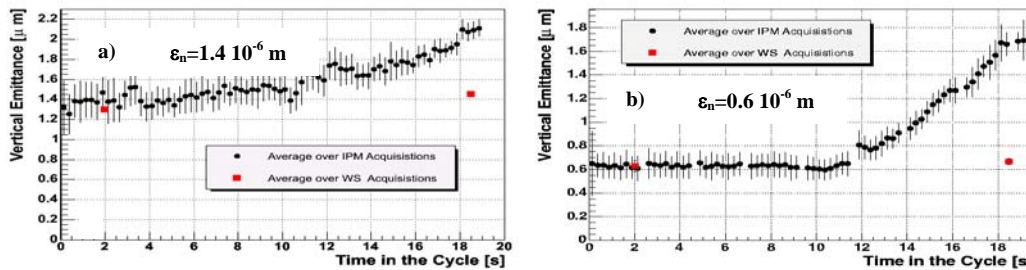 Vertical Emittance [μ m]
2.2
2
1.8
1.6
1.4
1.2
1
0.8
0.6
0.4
0.2
0
a) εn=1.4 10-6 m
Average over IPM Acquisistions
Average over WS Acquisitions
0 2 4 6 8 10 12 14 16 18 20
Time in the Cycle [s]
Vertical Emittance [μ m]
1.8
1.6
1.4
1.2
1
0.8
0.6
0.4
0.2
0
Average over IPM Acquisitions
Average over WS Acquisitions
b) εn=0.6 10-6 m
0 2 4 6 8 10 12 14 16 18
Time in the Cycle [s]